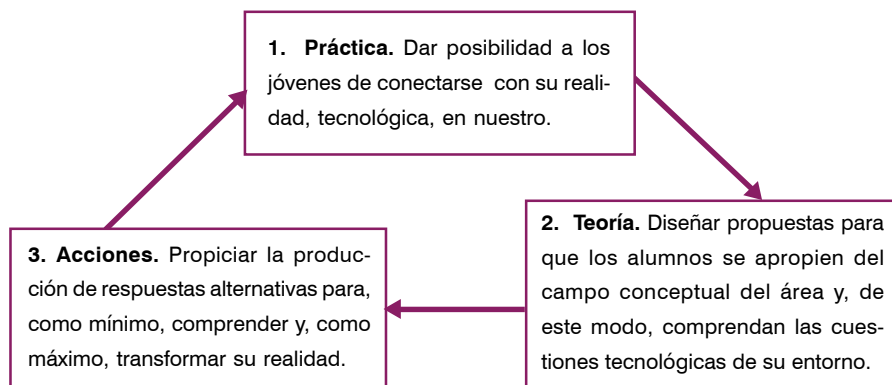 1. Práctica. Dar posibilidad a los
jóvenes de conectarse con su reali-
dad, tecnológica, en nuestro.
2. Teoría. Diseñar propuestas para
que los alumnos se apropien del
campo conceptual del área y, de
este modo, comprendan las cues-
tiones tecnológicas de su entorno.
3. Acciones. Propiciar la produc-
ción de respuestas alternativas para,
como mínimo, comprender y, como
máximo, transformar su realidad.